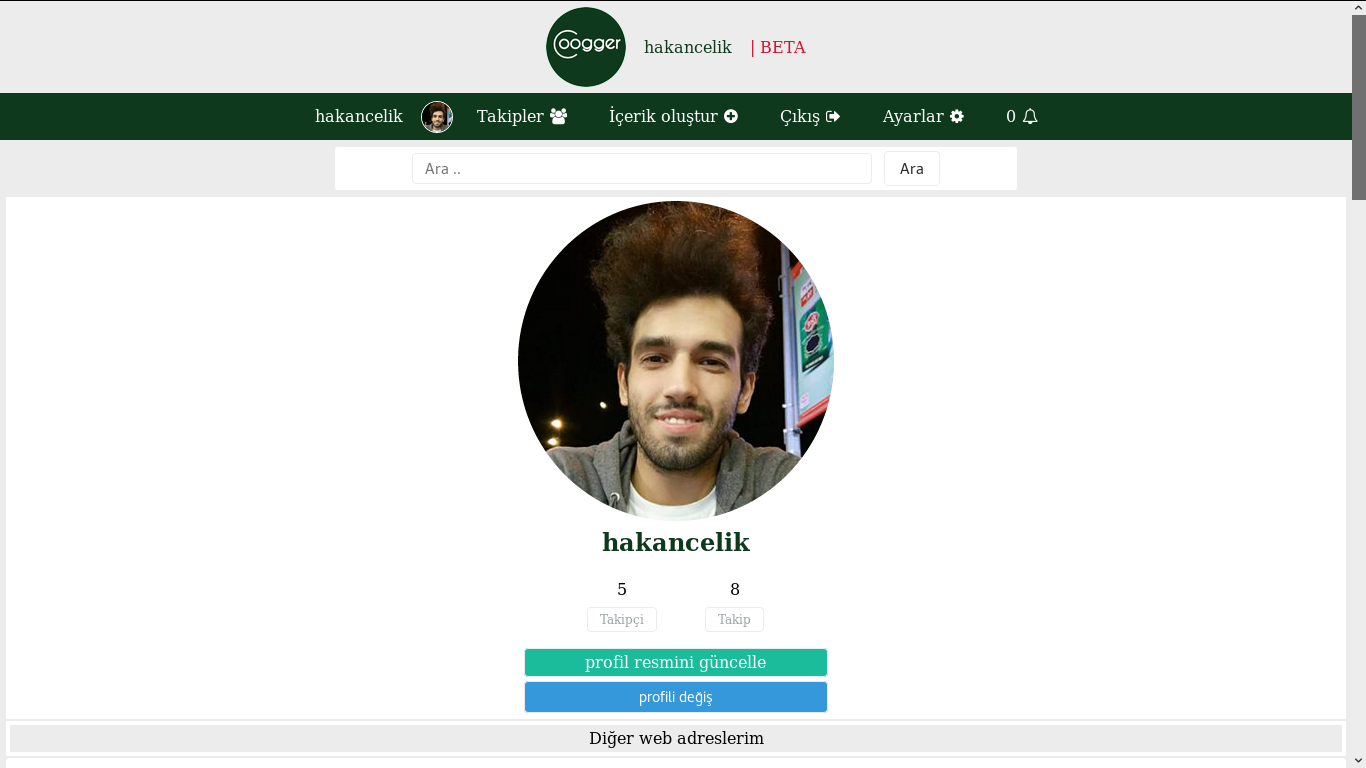 Coogger
hakancelik | BETA
hakancelik Takipler İçerik oluştur Çıkış Ayarlar 0
Ara .. Ara
hakancelik
5 8
Takipçi Takip
profil resmini güncelle
profili değiş
Diğer web adreslerim